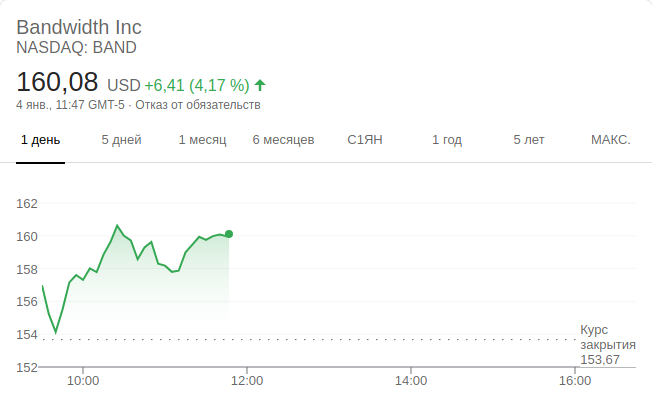 Bandwidth Inc
NASDAQ: BAND
160,08 USD +6,41 (4,17 %)
4 янв., 11:47 GMT-5 · Отказ от обязательств
1 день 5 дней 1 месяц 6 месяцев С1ЯН 1 год 5 лет МАКС.
162
160
158
156
154
Курс
закрытия
153,67
152
10:00 12:00 14:00 16:00